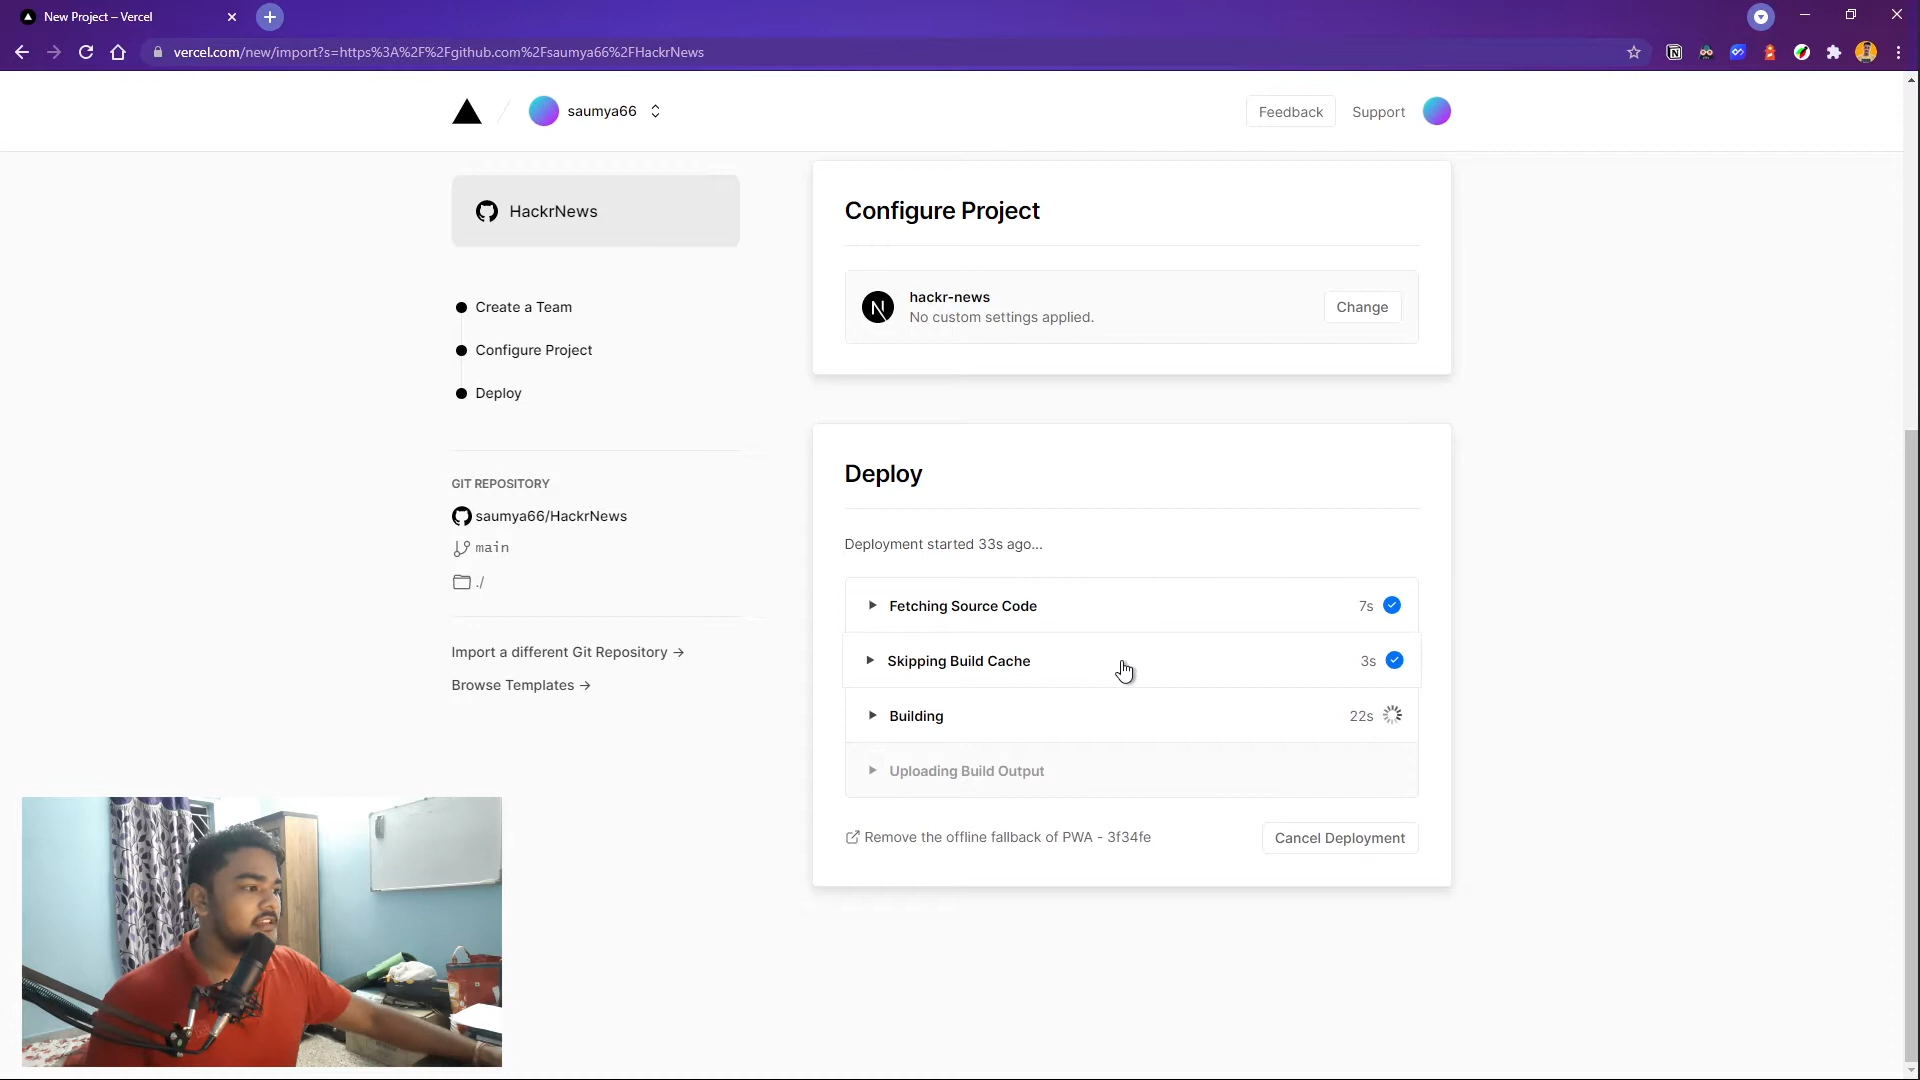 New Project – Vercel
vercel.com/new/import?s=https%3A%2F%2Fgithub.com%2Fsaumya66%2FHackrNews
saumya66
Feedback
Support
HackrNews
Create a Team
Configure Project
Deploy
GIT REPOSITORY
saumya66/HackrNews
main
./
Import a different Git Repository →
Browse Templates →
Configure Project
hackr-news
No custom settings applied.
Change
Deploy
Deployment started 33s ago...
Fetching Source Code 7s
Skipping Build Cache 3s
Building 22s
Uploading Build Output
Remove the offline fallback of PWA - 3f34fe
Cancel Deployment